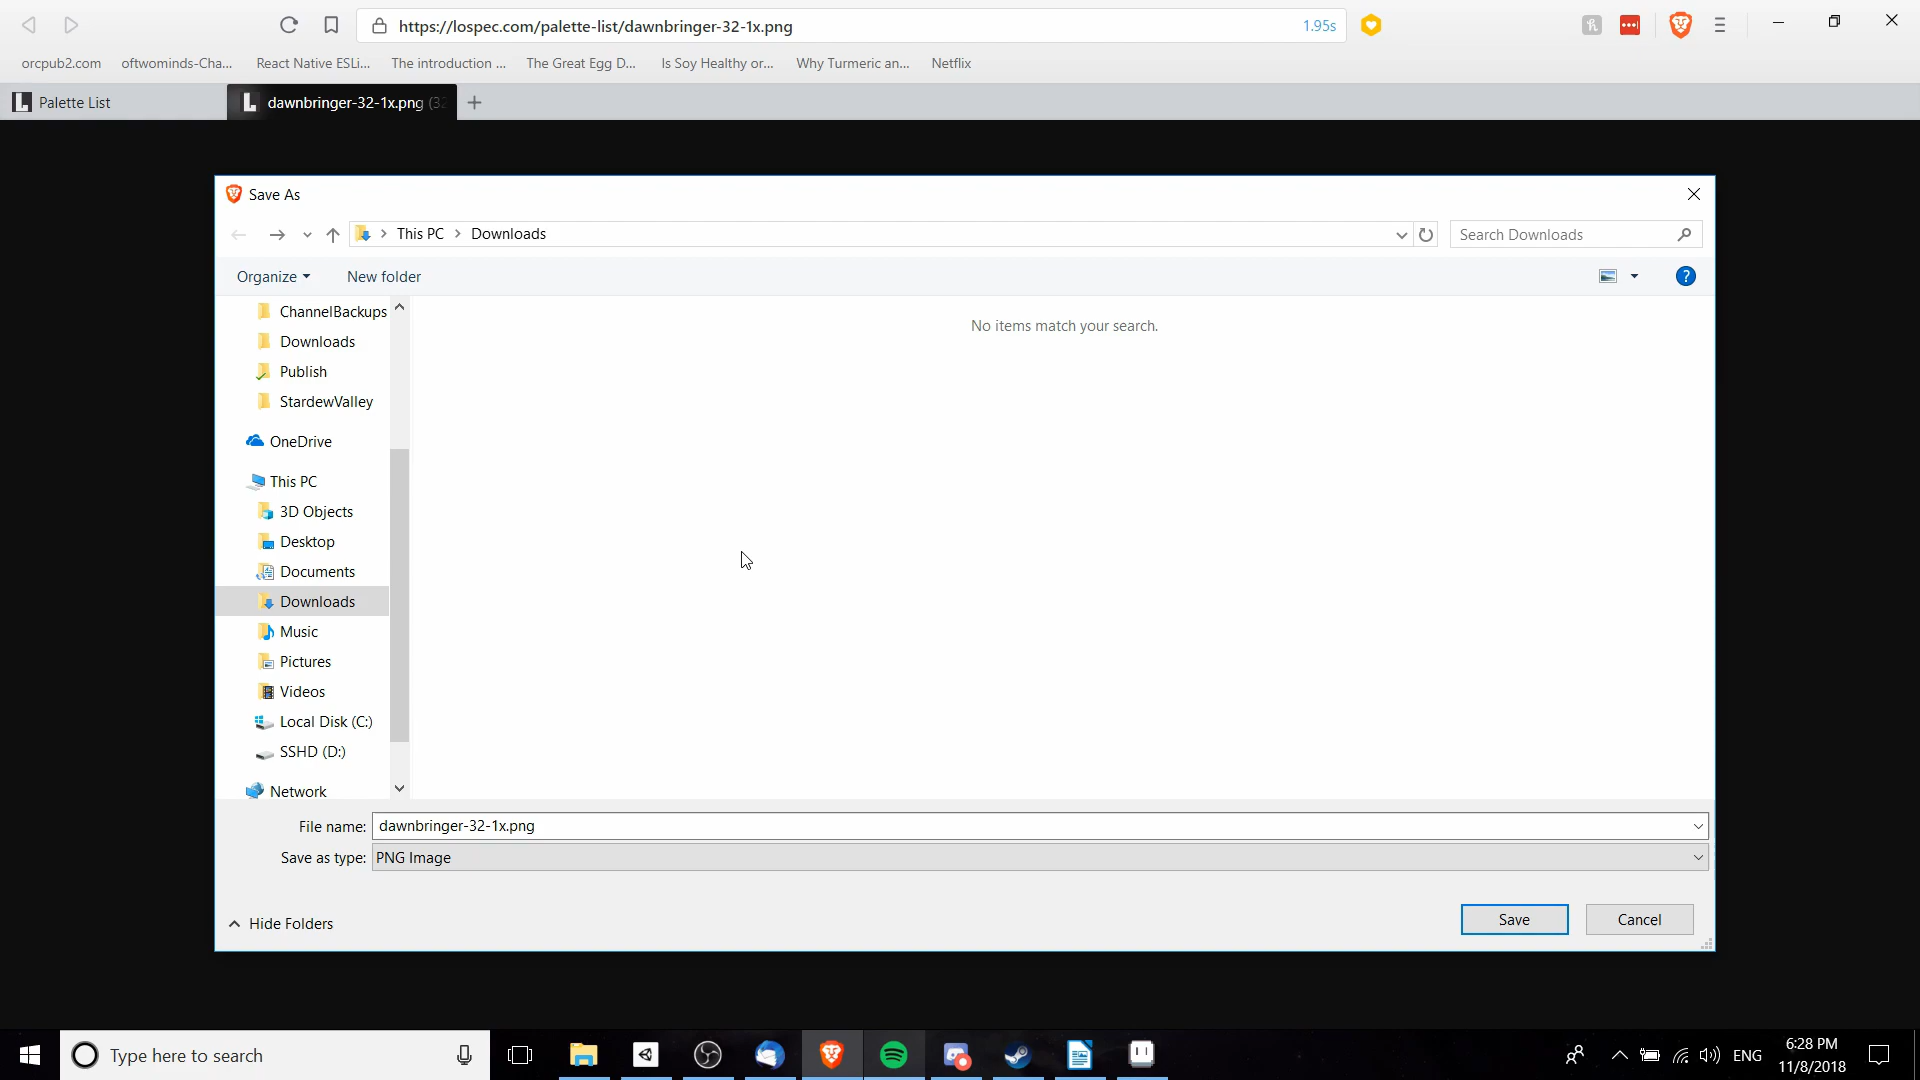 https://lospec.com/palette-list/dawnbringer-32-1x.png
1.95s
orcpub2.com
oftwominds-Cha...
React Native ESLi...
The introduction ...
The Great Egg D...
Is Soy Healthy or...
Why Turmeric an...
Netflix
Palette List
dawnbringer-32-1x.png (32
Save As
This PC > Downloads
Search Downloads
Organize
New folder
ChannelBackups
No items match your search.
Downloads
Publish
StardewValley
OneDrive
This PC
3D Objects
Desktop
Documents
Downloads
Music
Pictures
Videos
Local Disk (C:)
SSHD (D:)
Network
File name: dawnbringer-32-1x.png
Save as type: PNG Image
Hide Folders
Save
Cancel
Type here to search
ENG
6:28 PM
11/8/2018